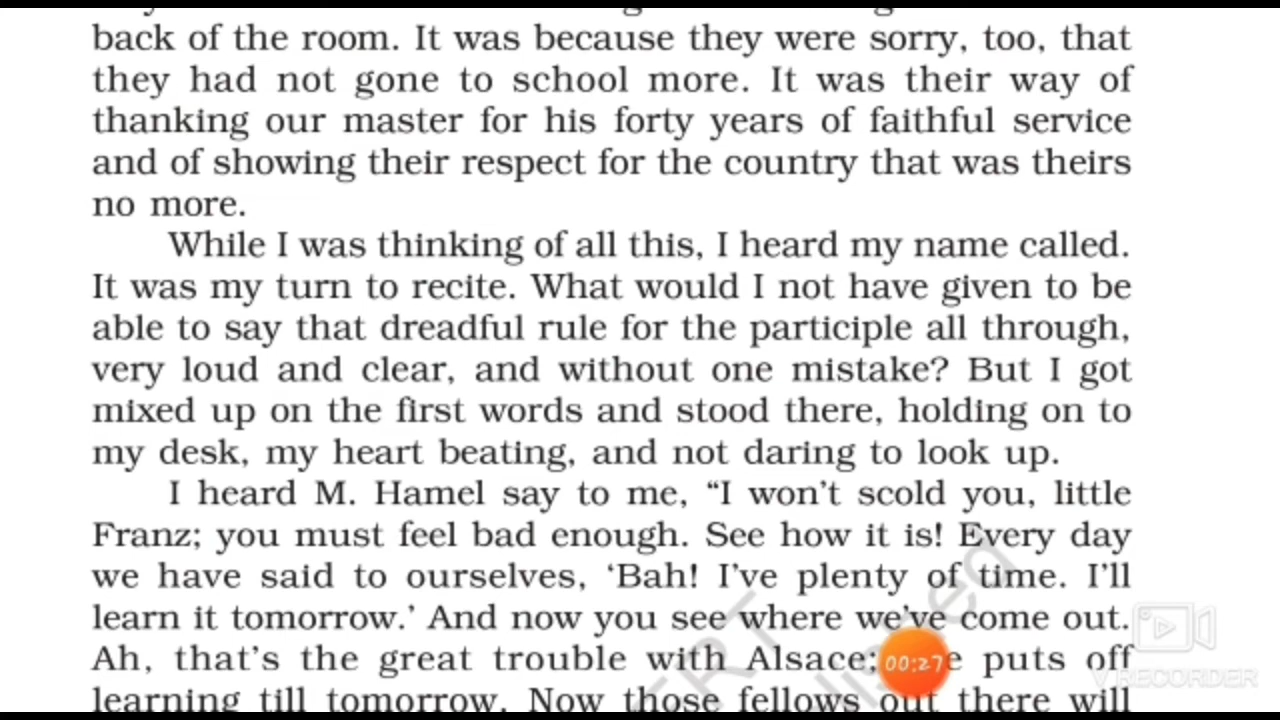 back of the room. It was because they were sorry, too, that
they had not gone to school more. It was their way of
thanking our master for his forty years of faithful service
and of showing their respect for the country that was theirs
no more.
While I was thinking of all this, I heard my name called.
It was my turn to recite. What would I not have given to be
able to say that dreadful rule for the participle all through,
very loud and clear, and without one mistake? But I got
mixed up on the first words and stood there, holding on to
my desk, my heart beating, and not daring to look up.
I heard M. Hamel say to me, “I won’t scold you, little
Franz; you must feel bad enough. See how it is! Every day
we have said to ourselves, ‘Bah! I’ve plenty of time. I’ll
learn it tomorrow.’ And now you see where we’ve come out.
Ah, that’s the great trouble with Alsace; puts off
learning till tomorrow. Now those fellows out there will
00:27
V RECORDER